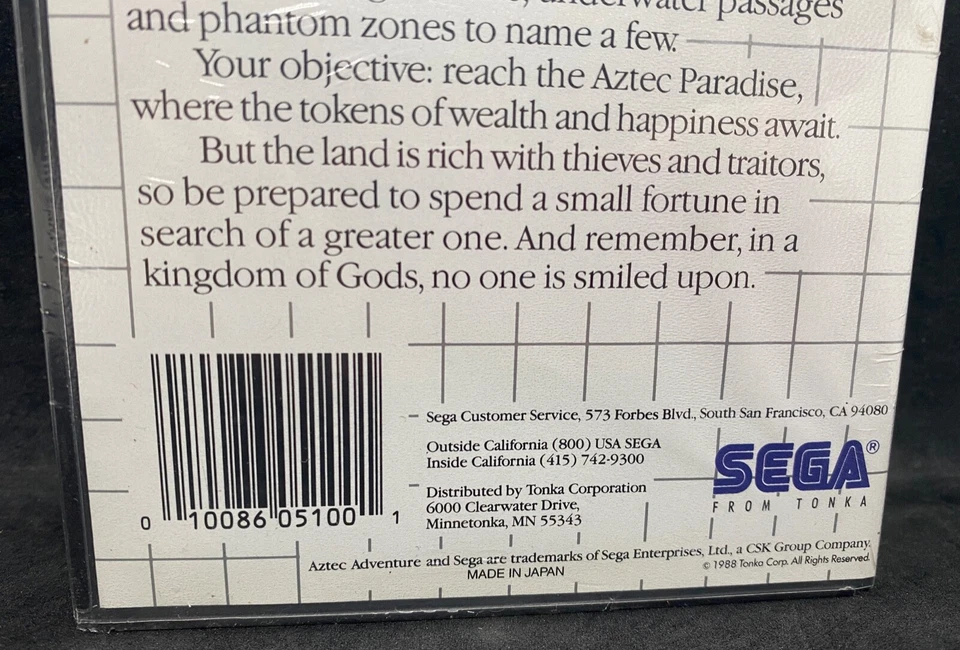 underwater passages
and phantom zones to name a few.
Your objective: reach the Aztec Paradise,
where the tokens of wealth and happiness await.
But the land is rich with thieves and traitors,
so be prepared to spend a small fortune in
search of a greater one. And remember, in a
kingdom of Gods, no one is smiled upon.
Sega Customer Service, 573 Forbes Blvd., South San Francisco, CA 94080
Outside California (800) USA SEGA
Inside California (415) 742-9300
Distributed by Tonka Corporation
6000 Clearwater Drive,
Minnetonka, MN 55343
SEGA®
FROM TONKA
0 10086 05100 1
Aztec Adventure and Sega are trademarks of Sega Enterprises, Ltd., a CSK Group Company.
MADE IN JAPAN
© 1988 Tonka Corp. All Rights Reserved.